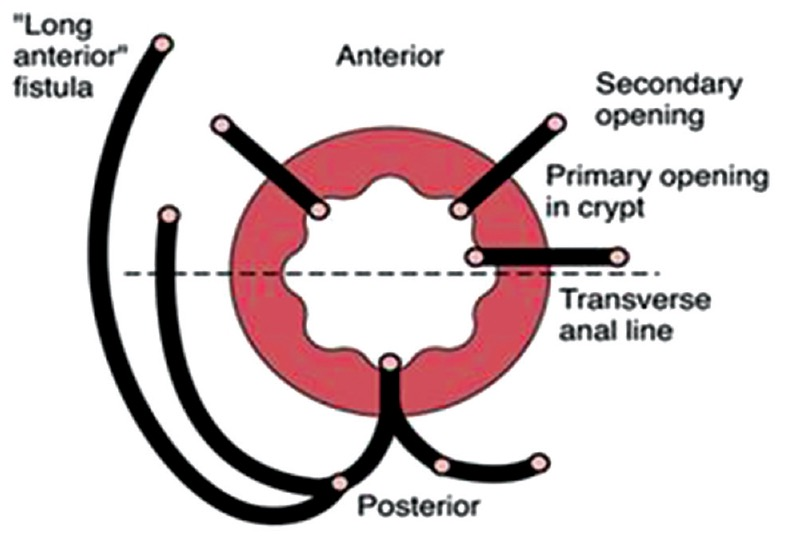 "Long
anterior"
fistula
Anterior
Secondary
opening
Primary opening
in crypt
Transverse
anal line
Posterior